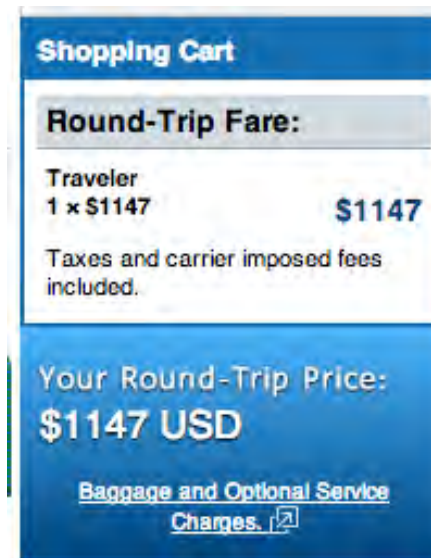 Shopping Cart
Round-Trip Fare:
Traveler
1 × $1147 $1147
Taxes and carrier imposed fees
included.
Your Round-Trip Price:
$1147 USD
Baggage and Optional Service
Charges.